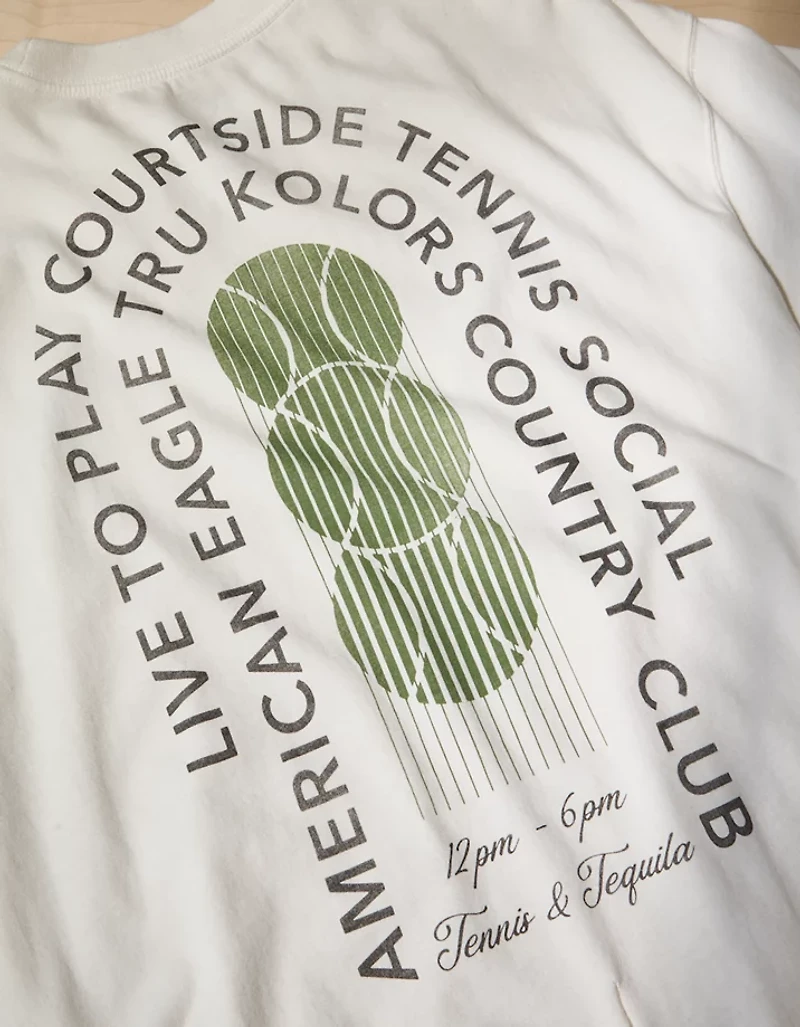 LIVE TO PLAY COURTSIDE TENNIS SOCIAL
AMERICAN EAGLE TRU KOLORS COUNTRY CLUB
12pm - 6pm
Tennis & Tequila